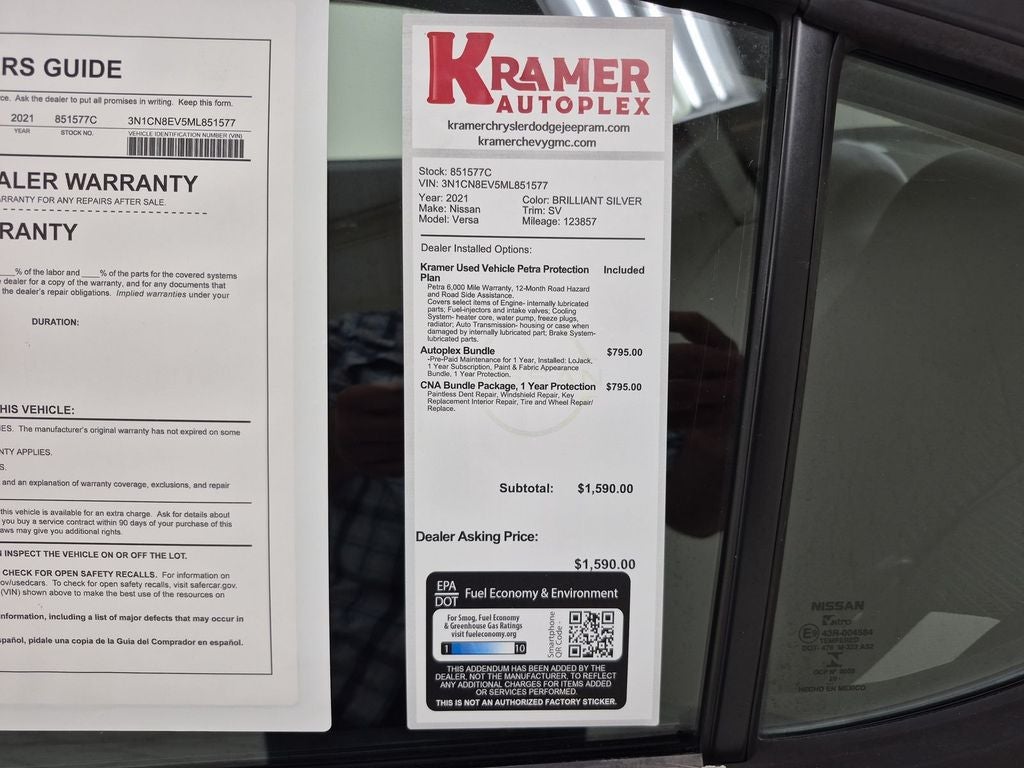 RS GUIDE
ce. Ask the dealer to put all promises in writing. Keep this form.
2021 851577C 3N1CN8EV5ML851577
YEAR STOCK NO. VEHICLE IDENTIFICATION NUMBER (VIN)
ALER WARRANTY
RRANTY FOR ANY REPAIRS AFTER SALE.
RANTY
___% of the labor and ____% of the parts for the covered systems
dealer for a copy of the warranty, and for any documents that
the dealer's repair obligations. Implied warranties under your
DURATION:
HIS VEHICLE:
IES. The manufacturer's original warranty has not expired on some
NTY APPLIES.
S.
and an explanation of warranty coverage, exclusions, and repair
this vehicle is available for an extra charge. Ask for details about
you buy a service contract within 90 days of your purchase of this
aws may give you additional rights.
INSPECT THE VEHICLE ON OR OFF THE LOT.
CHECK FOR OPEN SAFETY RECALLS. For information on
ov/usedcars. To check for open safety recalls, visit safercar.gov.
(VIN) shown above to make the best use of the resources on
nformation, including a list of major defects that may occur in
spañol, pidale una copia de la Guia del Comprador en español.
KRAMER
AUTOPLEX
kramerchryslerdodgejeepram.com
kramerchevygmc.com
Stock: 851577C
VIN: 3N1CN8EV5ML851577
Year: 2021 Color: BRILLIANT SILVER
Make: Nissan Trim: SV
Model: Versa Mileage: 123857
Dealer Installed Options:
Kramer Used Vehicle Petra Protection Included
Plan
Petra 6,000 Mile Warranty, 12-Month Road Hazard
and Road Side Assistance.
Covers select items of Engine- internally lubricated
parts; Fuel-injectors and intake valves; Cooling
System- heater core, water pump, freeze plugs,
radiator; Auto Transmission- housing or case when
damaged by internally lubricated part; Brake System-
lubricated parts.
Autoplex Bundle $795.00
-Pre-Paid Maintenance for 1 Year, Installed: LoJack,
1 Year Subscription, Paint & Fabric Appearance
Bundle, 1 Year Protection.
CNA Bundle Package, 1 Year Protection $795.00
Paintless Dent Repair, Windshield Repair, Key
Replacement Interior Repair, Tire and Wheel Repair/
Replace.
Subtotal: $1,590.00
Dealer Asking Price:
$1,590.00
EPA
DOT Fuel Economy & Environment
For Smog, Fuel Economy
& Greenhouse Gas Ratings
visit fueleconomy.org
1 10
Smartphone
QR Code
THIS ADDENDUM HAS BEEN ADDED BY THE
DEALER, NOT THE MANUFACTURER, TO REFLECT
ANY ADDITIONAL CHARGES FOR ITEMS ADDED
OR SERVICES PERFORMED.
THIS IS NOT AN AUTHORIZED FACTORY STICKER.
NISSAN
43R-004584
TEMPERED
HECHO EN MEXICO